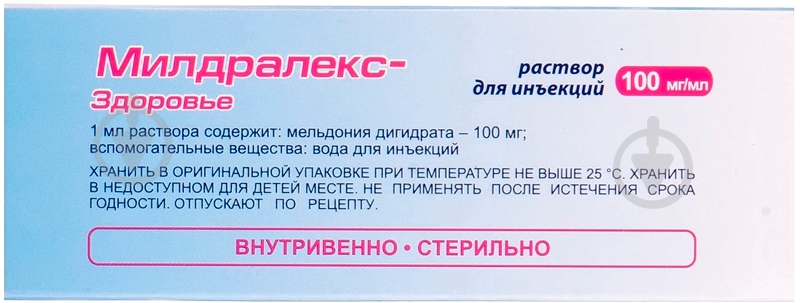 Милдралекс-
Здоровье
раствор
для инъекций
100 мг/мл
1 мл раствора содержит: мельдония дигидрата – 100 мг;
вспомогательные вещества: вода для инъекций
ХРАНИТЬ В ОРИГИНАЛЬНОЙ УПАКОВКЕ ПРИ ТЕМПЕРАТУРЕ НЕ ВЫШЕ 25 °С. ХРАНИТЬ
В НЕДОСТУПНОМ ДЛЯ ДЕТЕЙ МЕСТЕ. НЕ ПРИМЕНЯТЬ ПОСЛЕ ИСТЕЧЕНИЯ СРОКА
ГОДНОСТИ. ОТПУСКАЮТ ПО РЕЦЕПТУ.
ВНУТРИВЕННО • СТЕРИЛЬНО